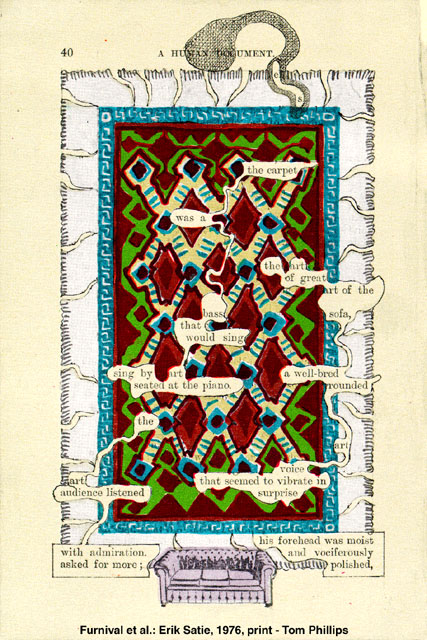 40 A HUMAN DOCUMENT.
the carpet
was a
the art
of great
art of the
bass
sofa,
that
would sing
sing by art a well-bred
seated at the piano. rounded,
the
art
voice
art that seemed to vibrate in
audience listened surprise
his forehead was moist
with admiration. and vociferously
asked for more; polished,
Furnival et al.: Erik Satie, 1976, print - Tom Phillips